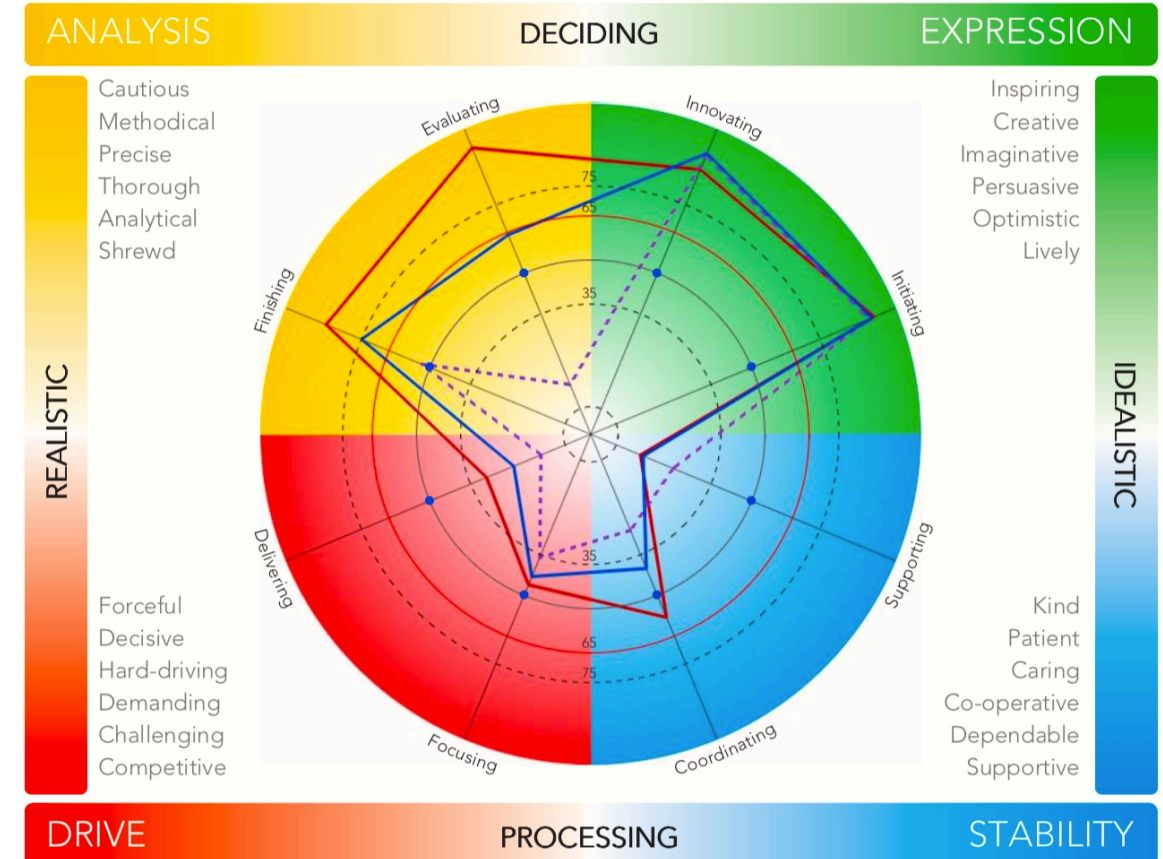 ANALYSIS
DECIDING
EXPRESSION
REALISTIC
Cautious
Methodical
Precise
Thorough
Analytical
Shrewd
Inspiring
Creative
Imaginative
Persuasive
Optimistic
Lively
IDEALISTIC
Evaluating
Innovating
Finishing
Initiating
75
65
35
Delivering
Supporting
35
65
75
Focusing
Coordinating
Forceful
Decisive
Hard-driving
Demanding
Challenging
Competitive
Kind
Patient
Caring
Co-operative
Dependable
Supportive
DRIVE
PROCESSING
STABILITY